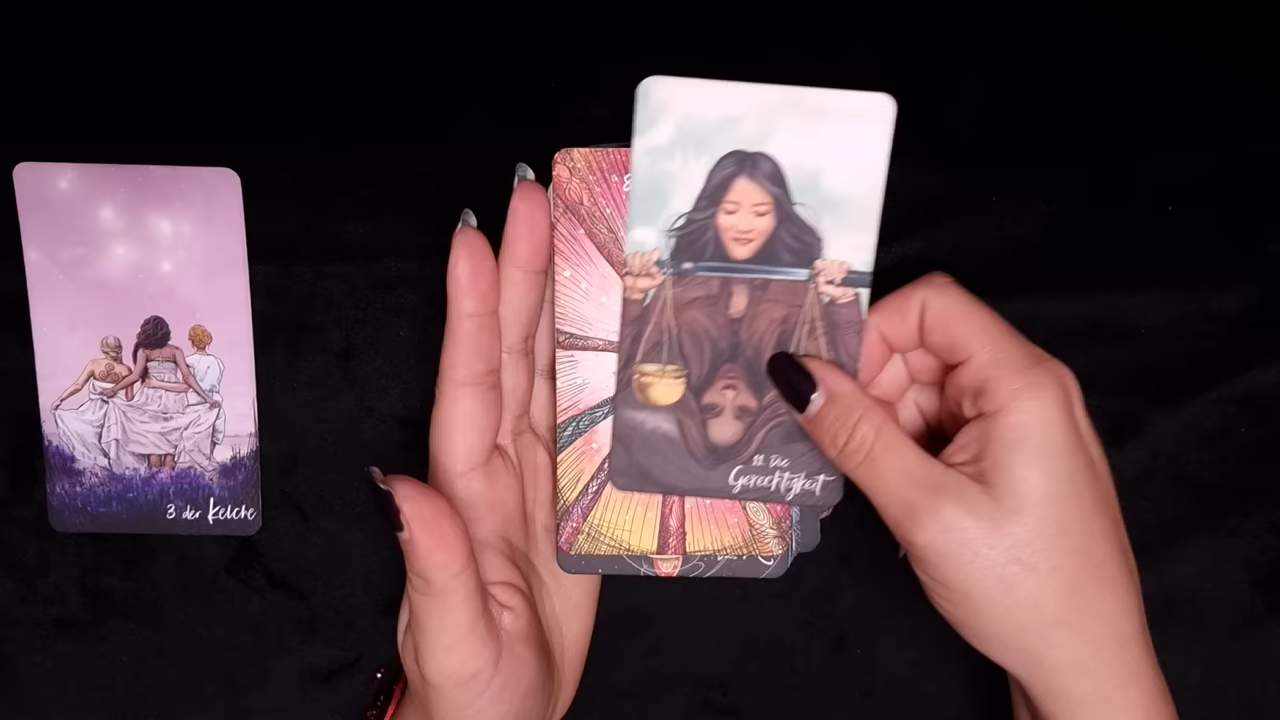 3 der Kelche
11. Die
Gerechtigkeit